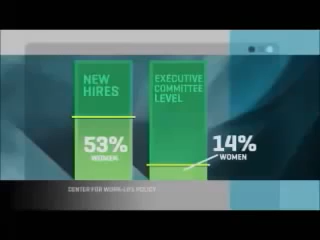 NEW
HIRES
EXECUTIVE
COMMITTEE
LEVEL
53%
WOMEN
14%
WOMEN
CENTER FOR WORK-LIFE POLICY